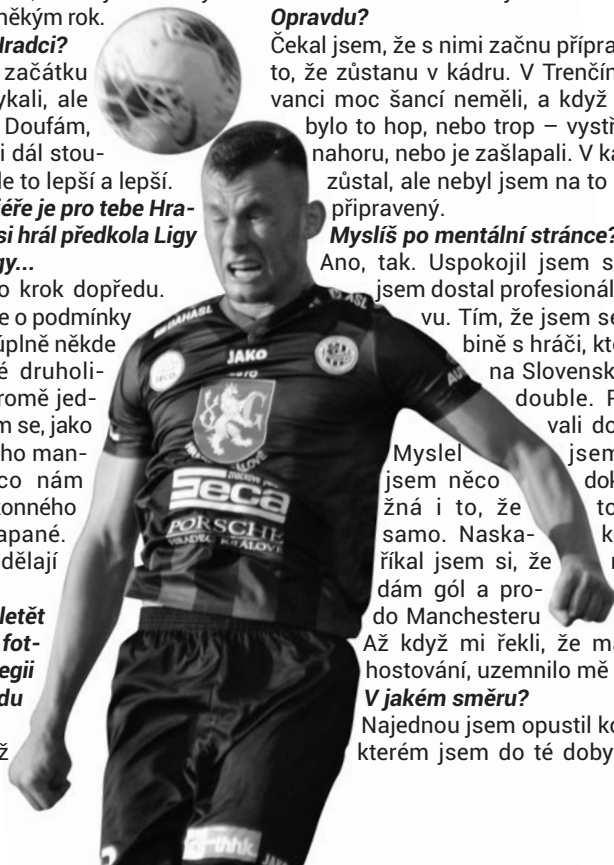 někým rok.
Hradci?
začátku
ykali, ale
Doufám,
i dál stou-
le to lepší a lepší.
éře je pro tebe Hra-
si hrál předkola Ligy
gy...
o krok dopředu.
e o podmínky
úplně někde
é druholi-
romě jed-
m se, jako
ho man-
co nám
konného
apané.
dělají
letět
fot-
egii
du
ž
Opravdu?
Čekal jsem, že s nimi začnu přípra
to, že zůstanu v kádru. V Trenčín
vanci moc šancí neměli, a když
bylo to hop, nebo trop – vystř
nahoru, nebo je zašlapali. V ká
zůstal, ale nebyl jsem na to
připravený.
Myslíš po mentální stránce?
Ano, tak. Uspokojil jsem s
jsem dostal profesionál
vu. Tím, že jsem se
bině s hráči, kte
na Slovensk
double. P
vali do
Myslel jsem
jsem něco dok
žná i to, že to
samo. Naska- k
říkal jsem si, že
dám gól a pro-
do Manchesteru
Až když mi řekli, že ma
hostování, uzemnilo mě
V jakém směru?
Najednou jsem opustil ko
kterém jsem do té doby
JAKO
Seca
PORSCHE
HRADEC KRÁLOVÉ
thhk
JAKO